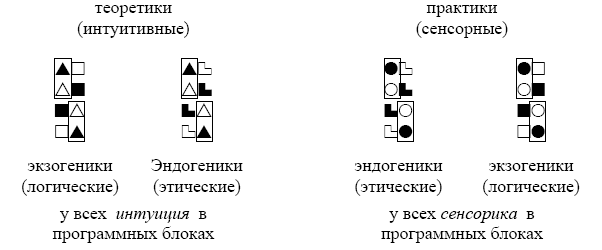 теоретики
(интуитивные)
практики
(сенсорные)
экзогеники
(логические)
Эндогеники
(этические)
эндогеники
(этические)
экзогеники
(логические)
у всех интуиция в
программных блоках
у всех сенсорика в
программных блоках